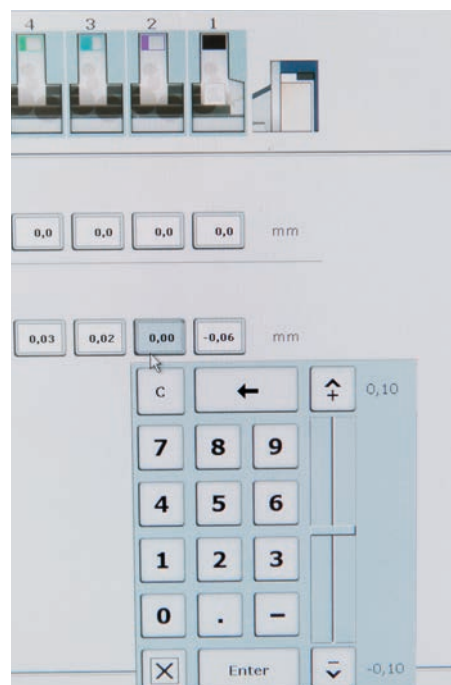 4 3 2 1
0,0 0,0 0,0 0,0 mm
0,03 0,02 0,00 -0,06 mm
C ← + 0,10
7 8 9
4 5 6
1 2 3
0 . −
X Enter − -0,10